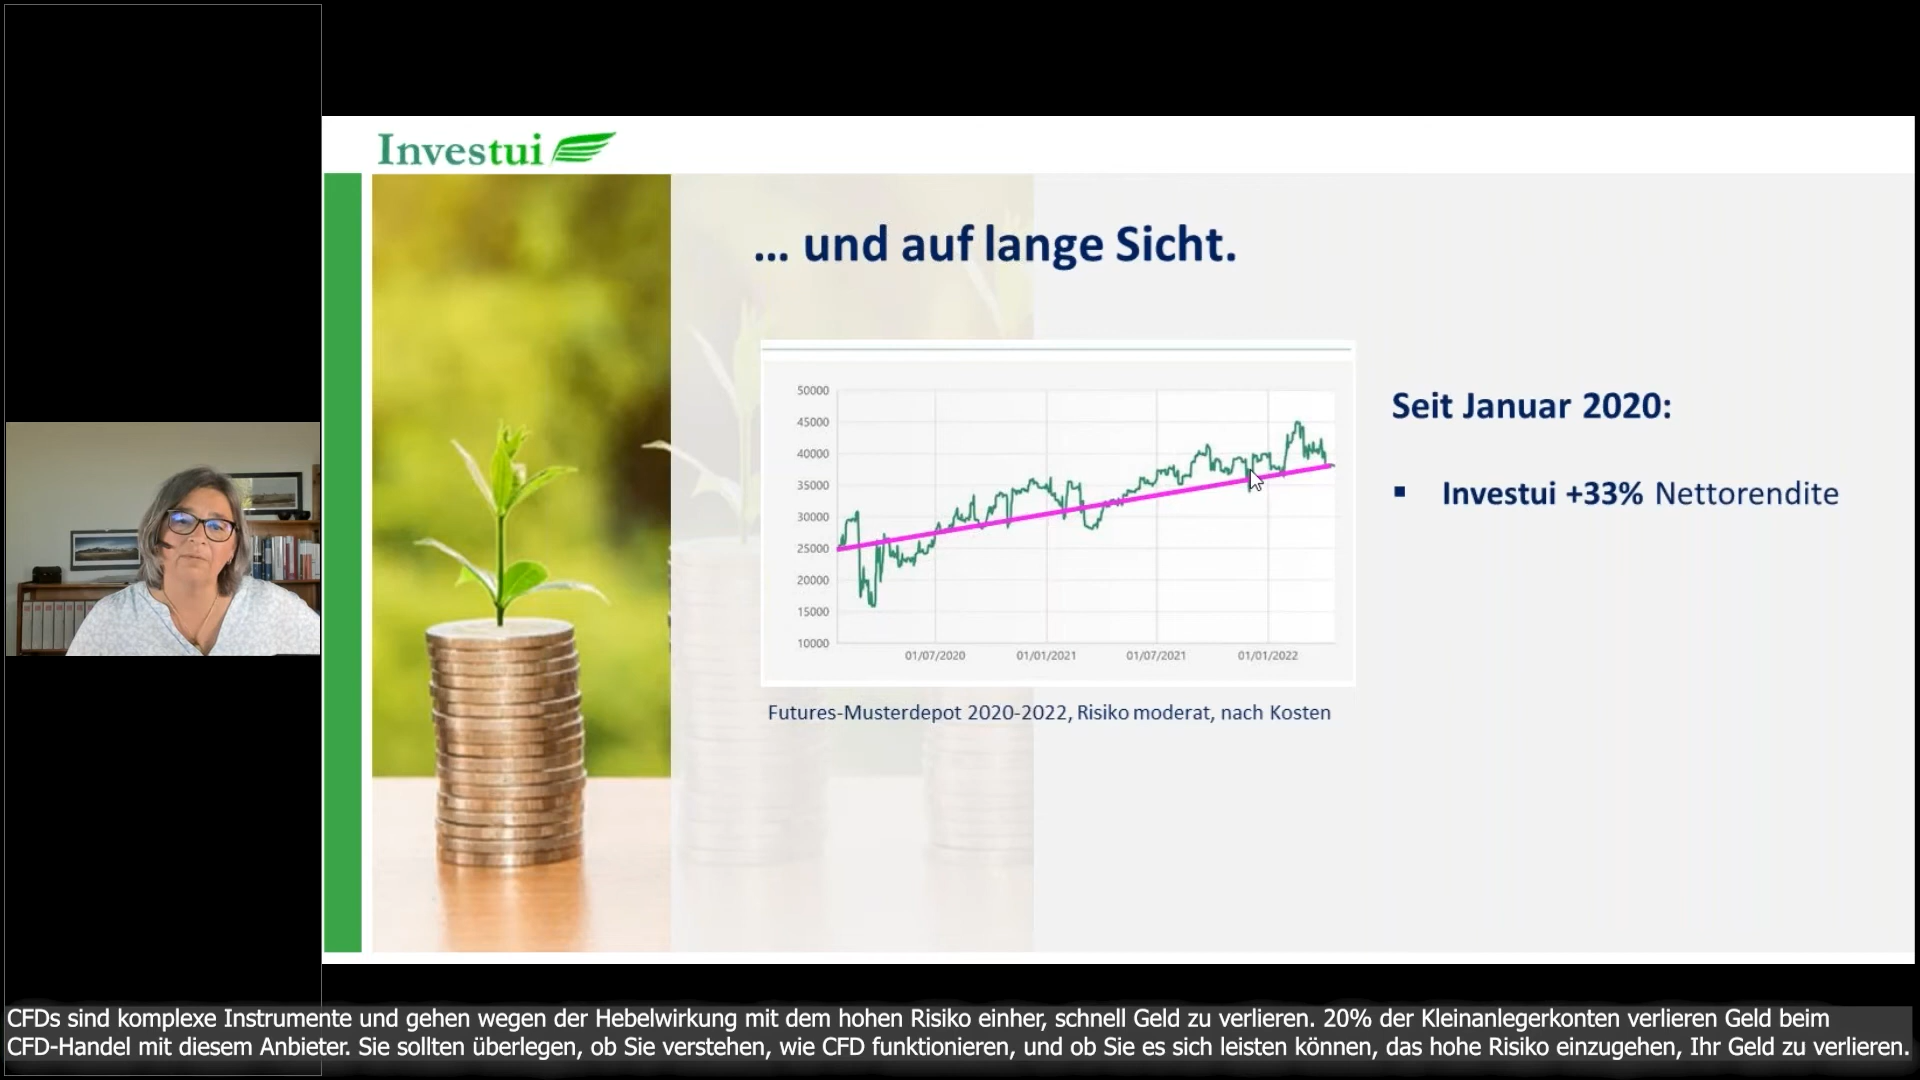 Investui
... und auf lange Sicht.
50000
45000
40000
35000
30000
25000
20000
15000
10000
01/07/2020 01/01/2021 01/07/2021 01/01/2022
Seit Januar 2020:
▪ Investui +33% Nettorendite
Futures-Musterdepot 2020-2022, Risiko moderat, nach Kosten
CFDs sind komplexe Instrumente und gehen wegen der Hebelwirkung mit dem hohen Risiko einher, schnell Geld zu verlieren. 20% der Kleinanlegerkonten verlieren Geld beim
CFD-Handel mit diesem Anbieter. Sie sollten überlegen, ob Sie verstehen, wie CFD funktionieren, und ob Sie es sich leisten können, das hohe Risiko einzugehen, Ihr Geld zu verlieren.